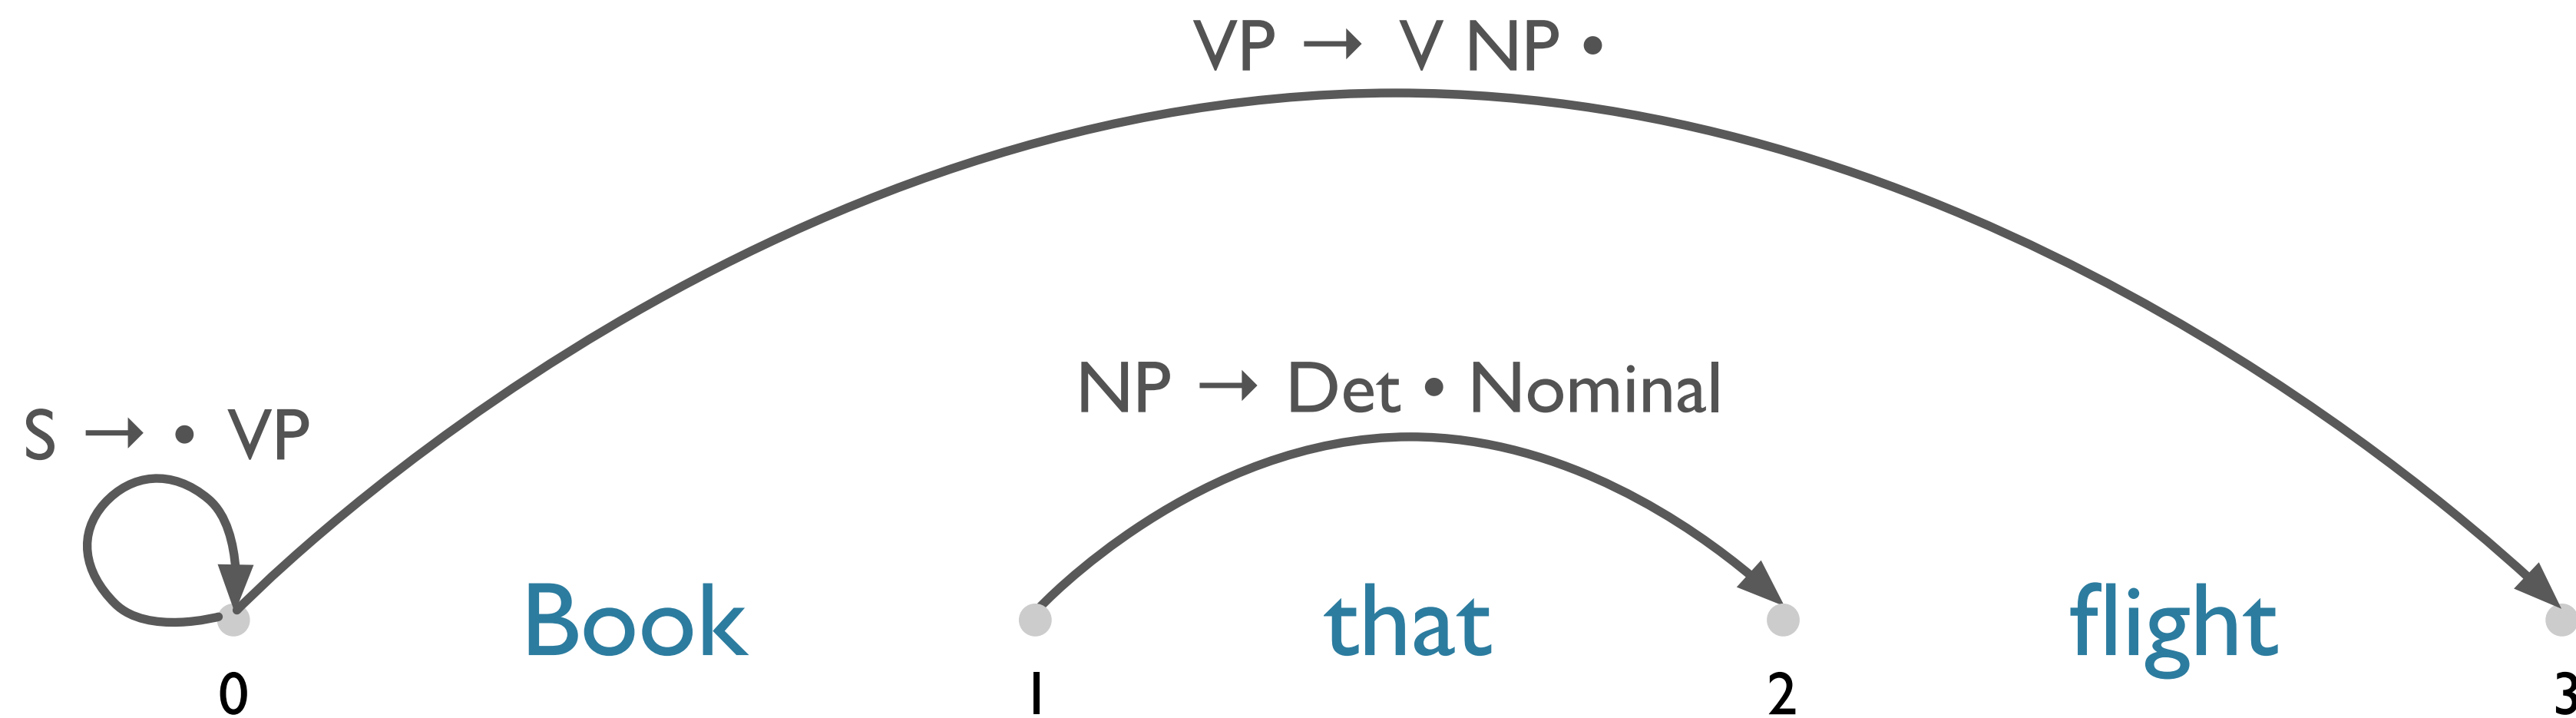 VP → V NP •
NP → Det • Nominal
S → • VP
Book that flight
0 1 2 3